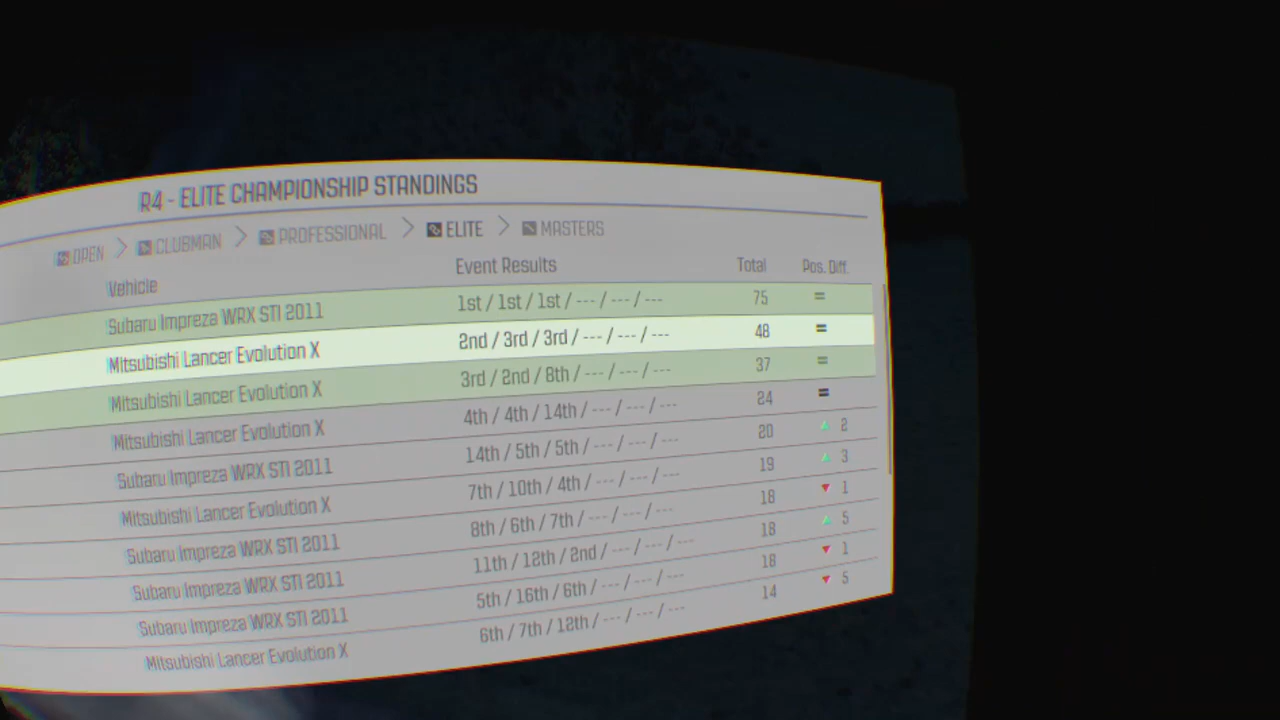 R4 - ELITE CHAMPIONSHIP STANDINGS
OPEN CLUBMAN PROFESSIONAL ELITE MASTERS
Vehicle Event Results Total Pos. Diff.
Subaru Impreza WRX STI 2011 1st / 1st / 1st / --- / --- / --- 75 =
Mitsubishi Lancer Evolution X 2nd / 3rd / 3rd / --- / --- / --- 48 =
Mitsubishi Lancer Evolution X 3rd / 2nd / 8th / --- / --- / --- 37 =
Mitsubishi Lancer Evolution X 4th / 4th / 14th / --- / --- / --- 24 =
Subaru Impreza WRX STI 2011 14th / 5th / 5th / --- / --- / --- 20 ▲ 2
Mitsubishi Lancer Evolution X 7th / 10th / 4th / --- / --- / --- 19 ▲ 3
Subaru Impreza WRX STI 2011 8th / 6th / 7th / --- / --- / --- 18 ▼ 1
Subaru Impreza WRX STI 2011 11th / 12th / 2nd / --- / --- / --- 18 ▲ 5
Subaru Impreza WRX STI 2011 5th / 16th / 6th / --- / --- / --- 18 ▼ 1
Mitsubishi Lancer Evolution X 6th / 7th / 12th / --- / --- / --- 14 ▼ 5